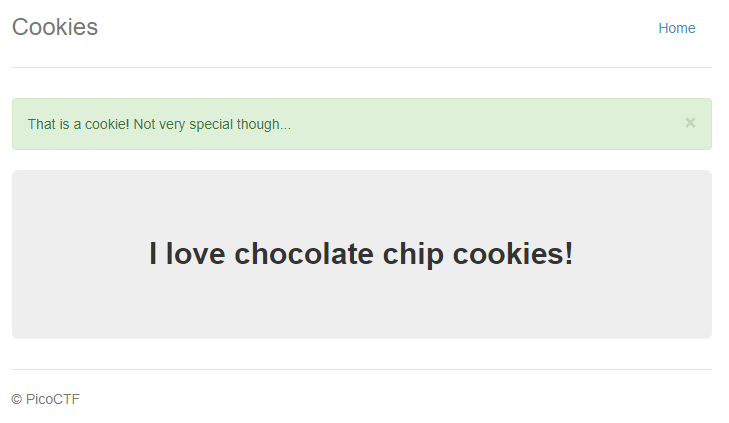 Cookies
Home
That is a cookie! Not very special though...
×
I love chocolate chip cookies!
© PicoCTF